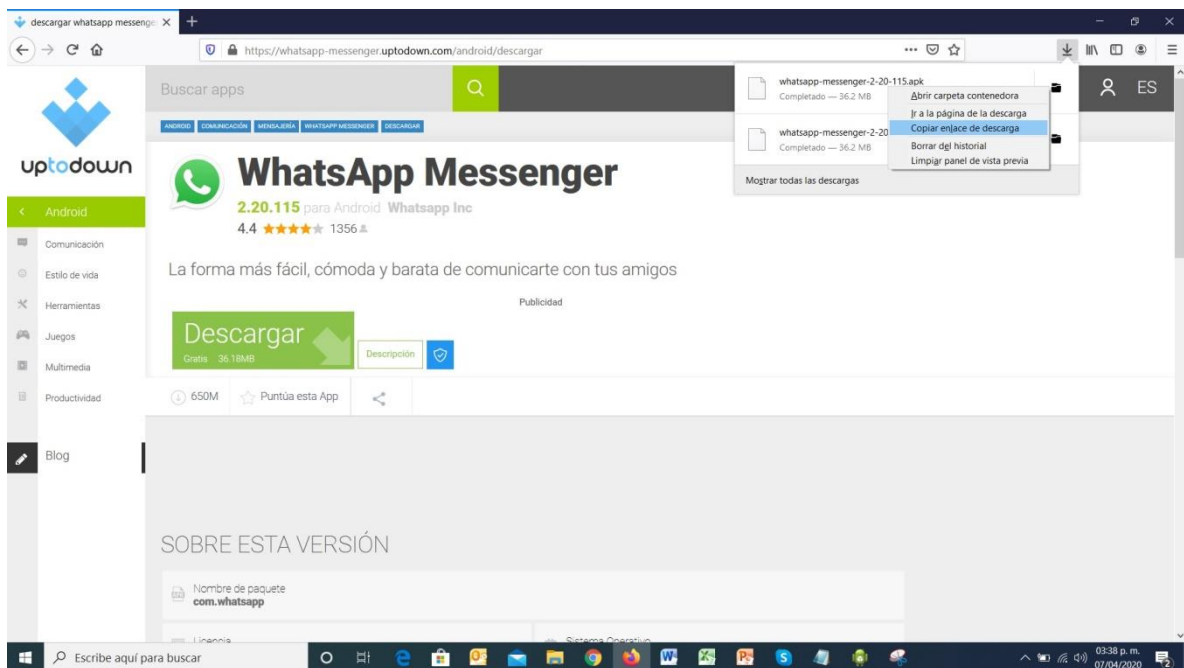 descargar whatsapp messenge
https://whatsapp-messenger.uptodown.com/android/descargar
Buscar apps
ES
whatsapp-messenger-2-20-115.apk
Completado — 36.2 MB
whatsapp-messenger-2-20
Completado — 36.2 MB
Mostrar todas las descargas
Abrir carpeta contenedora
Ir a la página de la descarga
Copiar enlace de descarga
Borrar del historial
Limpiar panel de vista previa
ANDROID COMUNICACIÓN MENSAJERÍA WHATSAPP MESSENGER DESCARGAR
uptodown
Android
Comunicación
Estilo de vida
Herramientas
Juegos
Multimedia
Productividad
Blog
WhatsApp Messenger
2.20.115 para Android Whatsapp Inc
4.4 1356
La forma más fácil, cómoda y barata de comunicarte con tus amigos
Publicidad
Descargar
Gratis 36.18MB
Descripción
650M Puntúa esta App
SOBRE ESTA VERSIÓN
Nombre de paquete
com.whatsapp
Licencia
Sistema Operativo
Escribe aquí para buscar
03:38 p. m.
07/04/2020